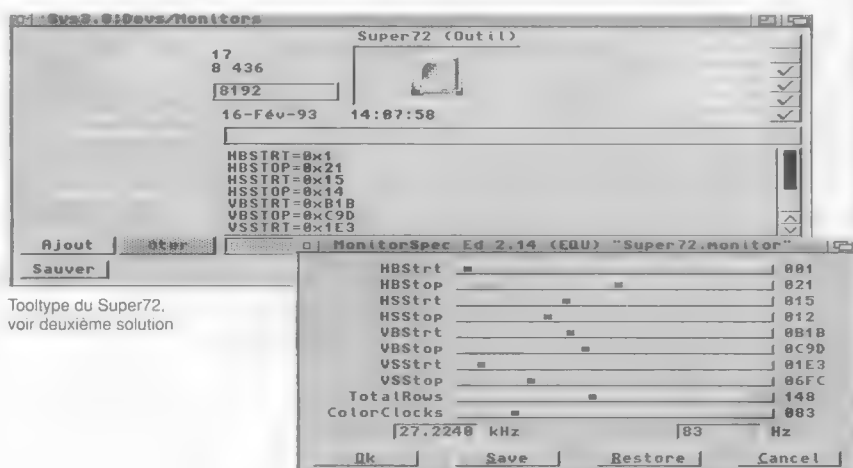 Sys3.0:Devs/Monitors
Super72 (Outil)
17
8 436
8192
16-Fév-93 14:07:58
HBSTRT=0x1
HBSTOP=0x21
HSSTRT=0x15
HSSTOP=0x14
VBSTRT=0xB1B
VBSTOP=0xC9D
VSSTRT=0x1E3
Ajout
Oter
Sauver
MonitorSpec Ed 2.14 (EQU) "Super72.monitor"
HBStrt 001
HBStop 021
HSStrt 015
HSStop 012
VBStrt 0B1B
VBStop 0C9D
VSStrt 01E3
VSStop 06FC
TotalRows 148
ColorClocks 083
27.2240 kHz 83 Hz
Ok Save Restore Cancel
Tooltype du Super72,
voir deuxième solution